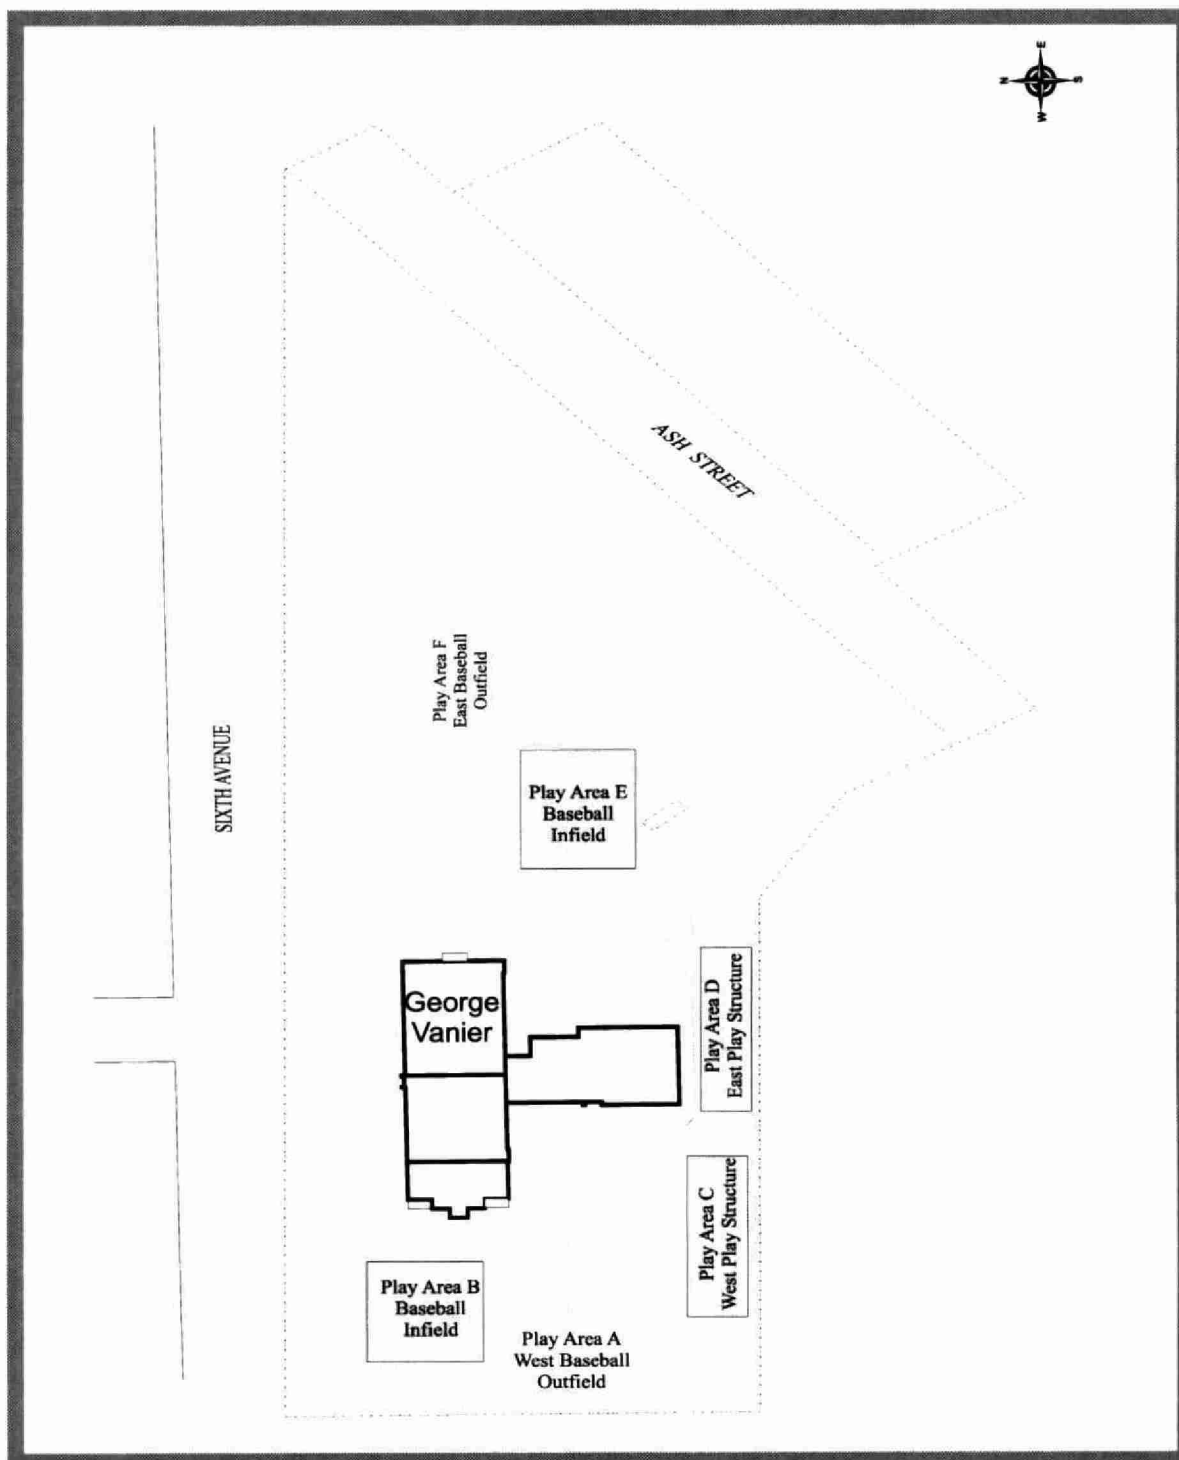 E
N
S
W
ASH STREET
Play Area F
East Baseball
Outfield
SIXTH AVENUE
Play Area E
Baseball
Infield
George
Vanier
Play Area D
East Play Structure
Play Area C
West Play Structure
Play Area B
Baseball
Infield
Play Area A
West Baseball
Outfield